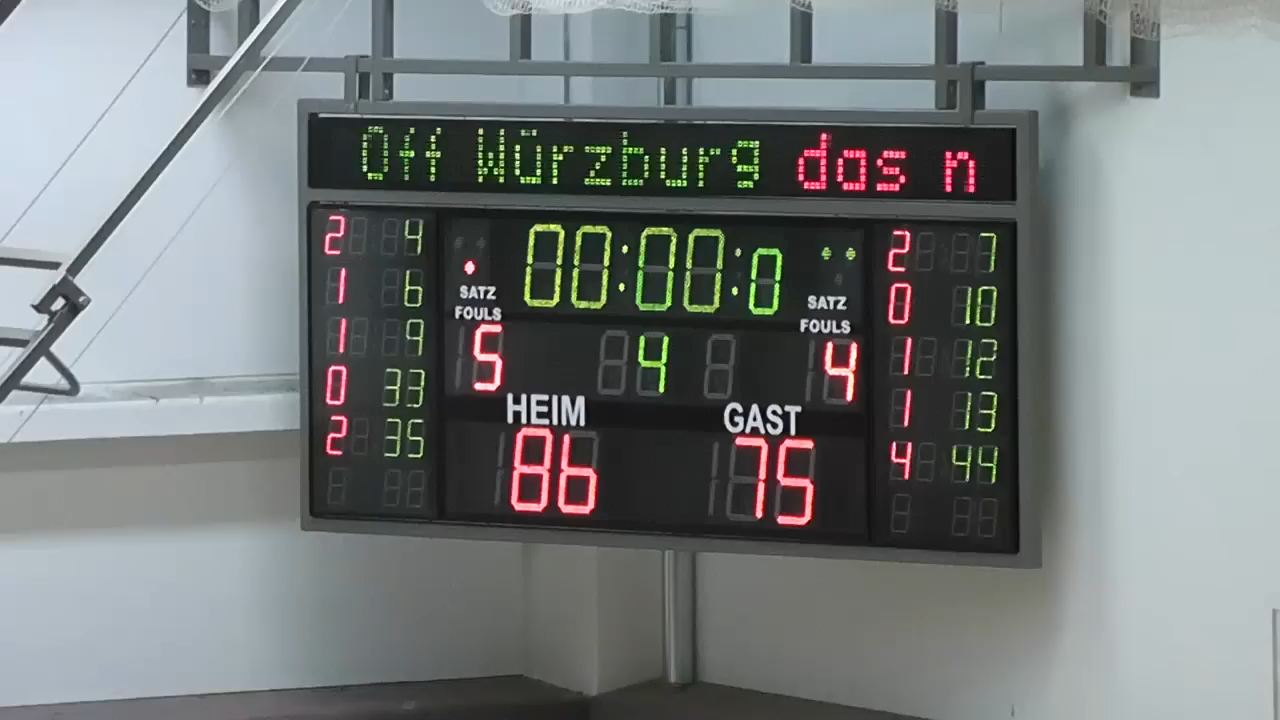 Off Würzburg das n
2 4 00:00:0 2 7
1 6 SATZ FOULS SATZ FOULS 0 10
1 9 5 4 4 1 12
0 33 HEIM GAST 1 13
2 35 86 75 4 44